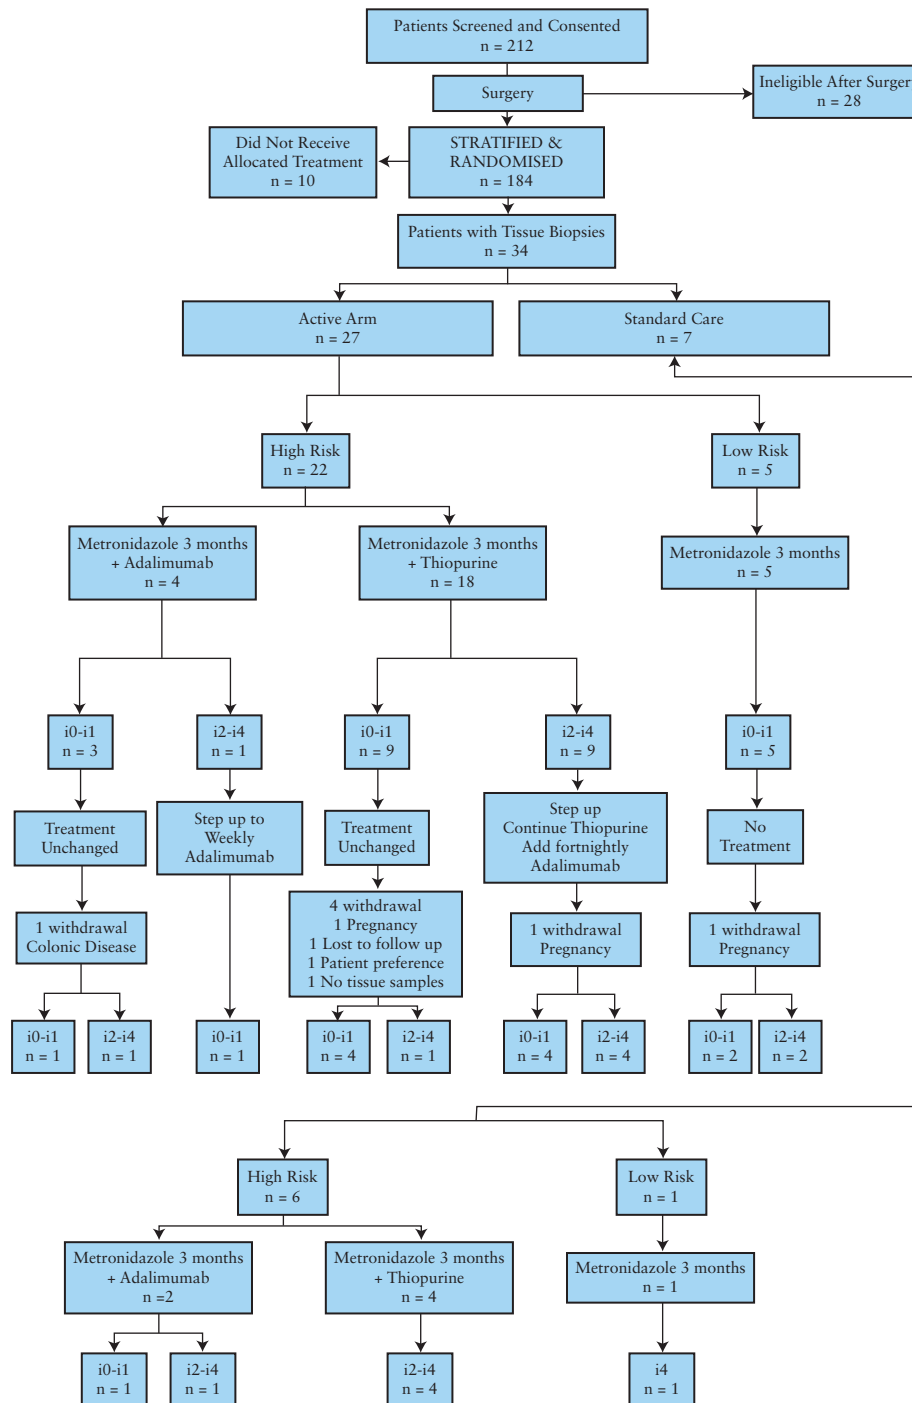 Patients Screened and Consented
n = 212
Surgery
Ineligible After Surgery
n = 28
Did Not Receive
Allocated Treatment
n = 10
STRATIFIED &
RANDOMISED
n = 184
Patients with Tissue Biopsies
n = 34
Active Arm
n = 27
Standard Care
n = 7
High Risk
n = 22
Low Risk
n = 5
Metronidazole 3 months
+ Adalimumab
n = 4
Metronidazole 3 months
+ Thiopurine
n = 18
Metronidazole 3 months
n = 5
i0-i1
n = 3
i2-i4
n = 1
i0-i1
n = 9
i2-i4
n = 9
i0-i1
n = 5
Treatment
Unchanged
Step up to
Weekly
Adalimumab
Treatment
Unchanged
Step up
Continue Thiopurine
Add fortnightly
Adalimumab
No
Treatment
1 withdrawal
Colonic Disease
4 withdrawal
1 Pregnancy
1 Lost to follow up
1 Patient preference
1 No tissue samples
1 withdrawal
Pregnancy
1 withdrawal
Pregnancy
i0-i1
n = 1
i2-i4
n = 1
i0-i1
n = 1
i0-i1
n = 4
i2-i4
n = 1
i0-i1
n = 4
i2-i4
n = 4
i0-i1
n = 2
i2-i4
n = 2
High Risk
n = 6
Low Risk
n = 1
Metronidazole 3 months
+ Adalimumab
n =2
Metronidazole 3 months
+ Thiopurine
n = 4
Metronidazole 3 months
n = 1
i0-i1
n = 1
i2-i4
n = 1
i2-i4
n = 4
i4
n = 1